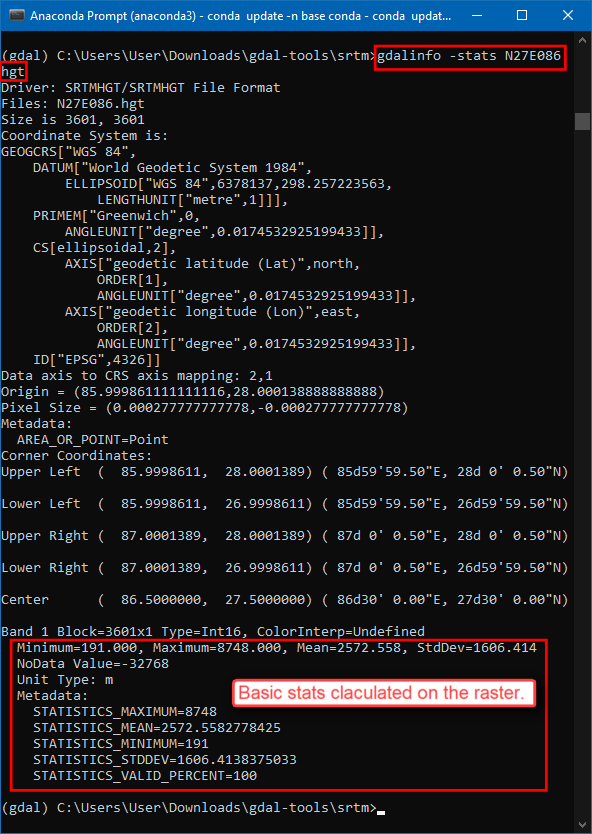 Anaconda Prompt (anaconda3) - conda  update -n base conda - conda  updat...
(gdal) C:\Users\User\Downloads\gdal-tools\srtm>gdalinfo -stats N27E086
hgt
Driver: SRTMHGT/SRTMHGT File Format
Files: N27E086.hgt
Size is 3601, 3601
Coordinate System is:
GEOGCRS["WGS 84",
    DATUM["World Geodetic System 1984",
        ELLIPSOID["WGS 84",6378137,298.257223563,
            LENGTHUNIT["metre",1]]],
    PRIMEM["Greenwich",0,
        ANGLEUNIT["degree",0.0174532925199433]],
    CS[ellipsoidal,2],
        AXIS["geodetic latitude (Lat)",north,
            ORDER[1],
            ANGLEUNIT["degree",0.0174532925199433]],
        AXIS["geodetic longitude (Lon)",east,
            ORDER[2],
            ANGLEUNIT["degree",0.0174532925199433]],
    ID["EPSG",4326]]
Data axis to CRS axis mapping: 2,1
Origin = (85.999861111111116,28.000138888888888)
Pixel Size = (0.000277777777778,-0.000277777777778)
Metadata:
  AREA_OR_POINT=Point
Corner Coordinates:
Upper Left  (  85.9998611,  28.0001389) ( 85d59'59.50"E, 28d 0' 0.50"N)
Lower Left  (  85.9998611,  26.9998611) ( 85d59'59.50"E, 26d59'59.50"N)
Upper Right (  87.0001389,  28.0001389) ( 87d 0' 0.50"E, 28d 0' 0.50"N)
Lower Right (  87.0001389,  26.9998611) ( 87d 0' 0.50"E, 26d59'59.50"N)
Center      (  86.5000000,  27.5000000) ( 86d30' 0.00"E, 27d30' 0.00"N)
Band 1 Block=3601x1 Type=Int16, ColorInterp=Undefined
  Minimum=191.000, Maximum=8748.000, Mean=2572.558, StdDev=1606.414
  NoData Value=-32768
  Unit Type: m
  Metadata:
Basic stats claculated on the raster.
    STATISTICS_MAXIMUM=8748
    STATISTICS_MEAN=2572.5582778425
    STATISTICS_MINIMUM=191
    STATISTICS_STDDEV=1606.4138375033
    STATISTICS_VALID_PERCENT=100
(gdal) C:\Users\User\Downloads\gdal-tools\srtm>